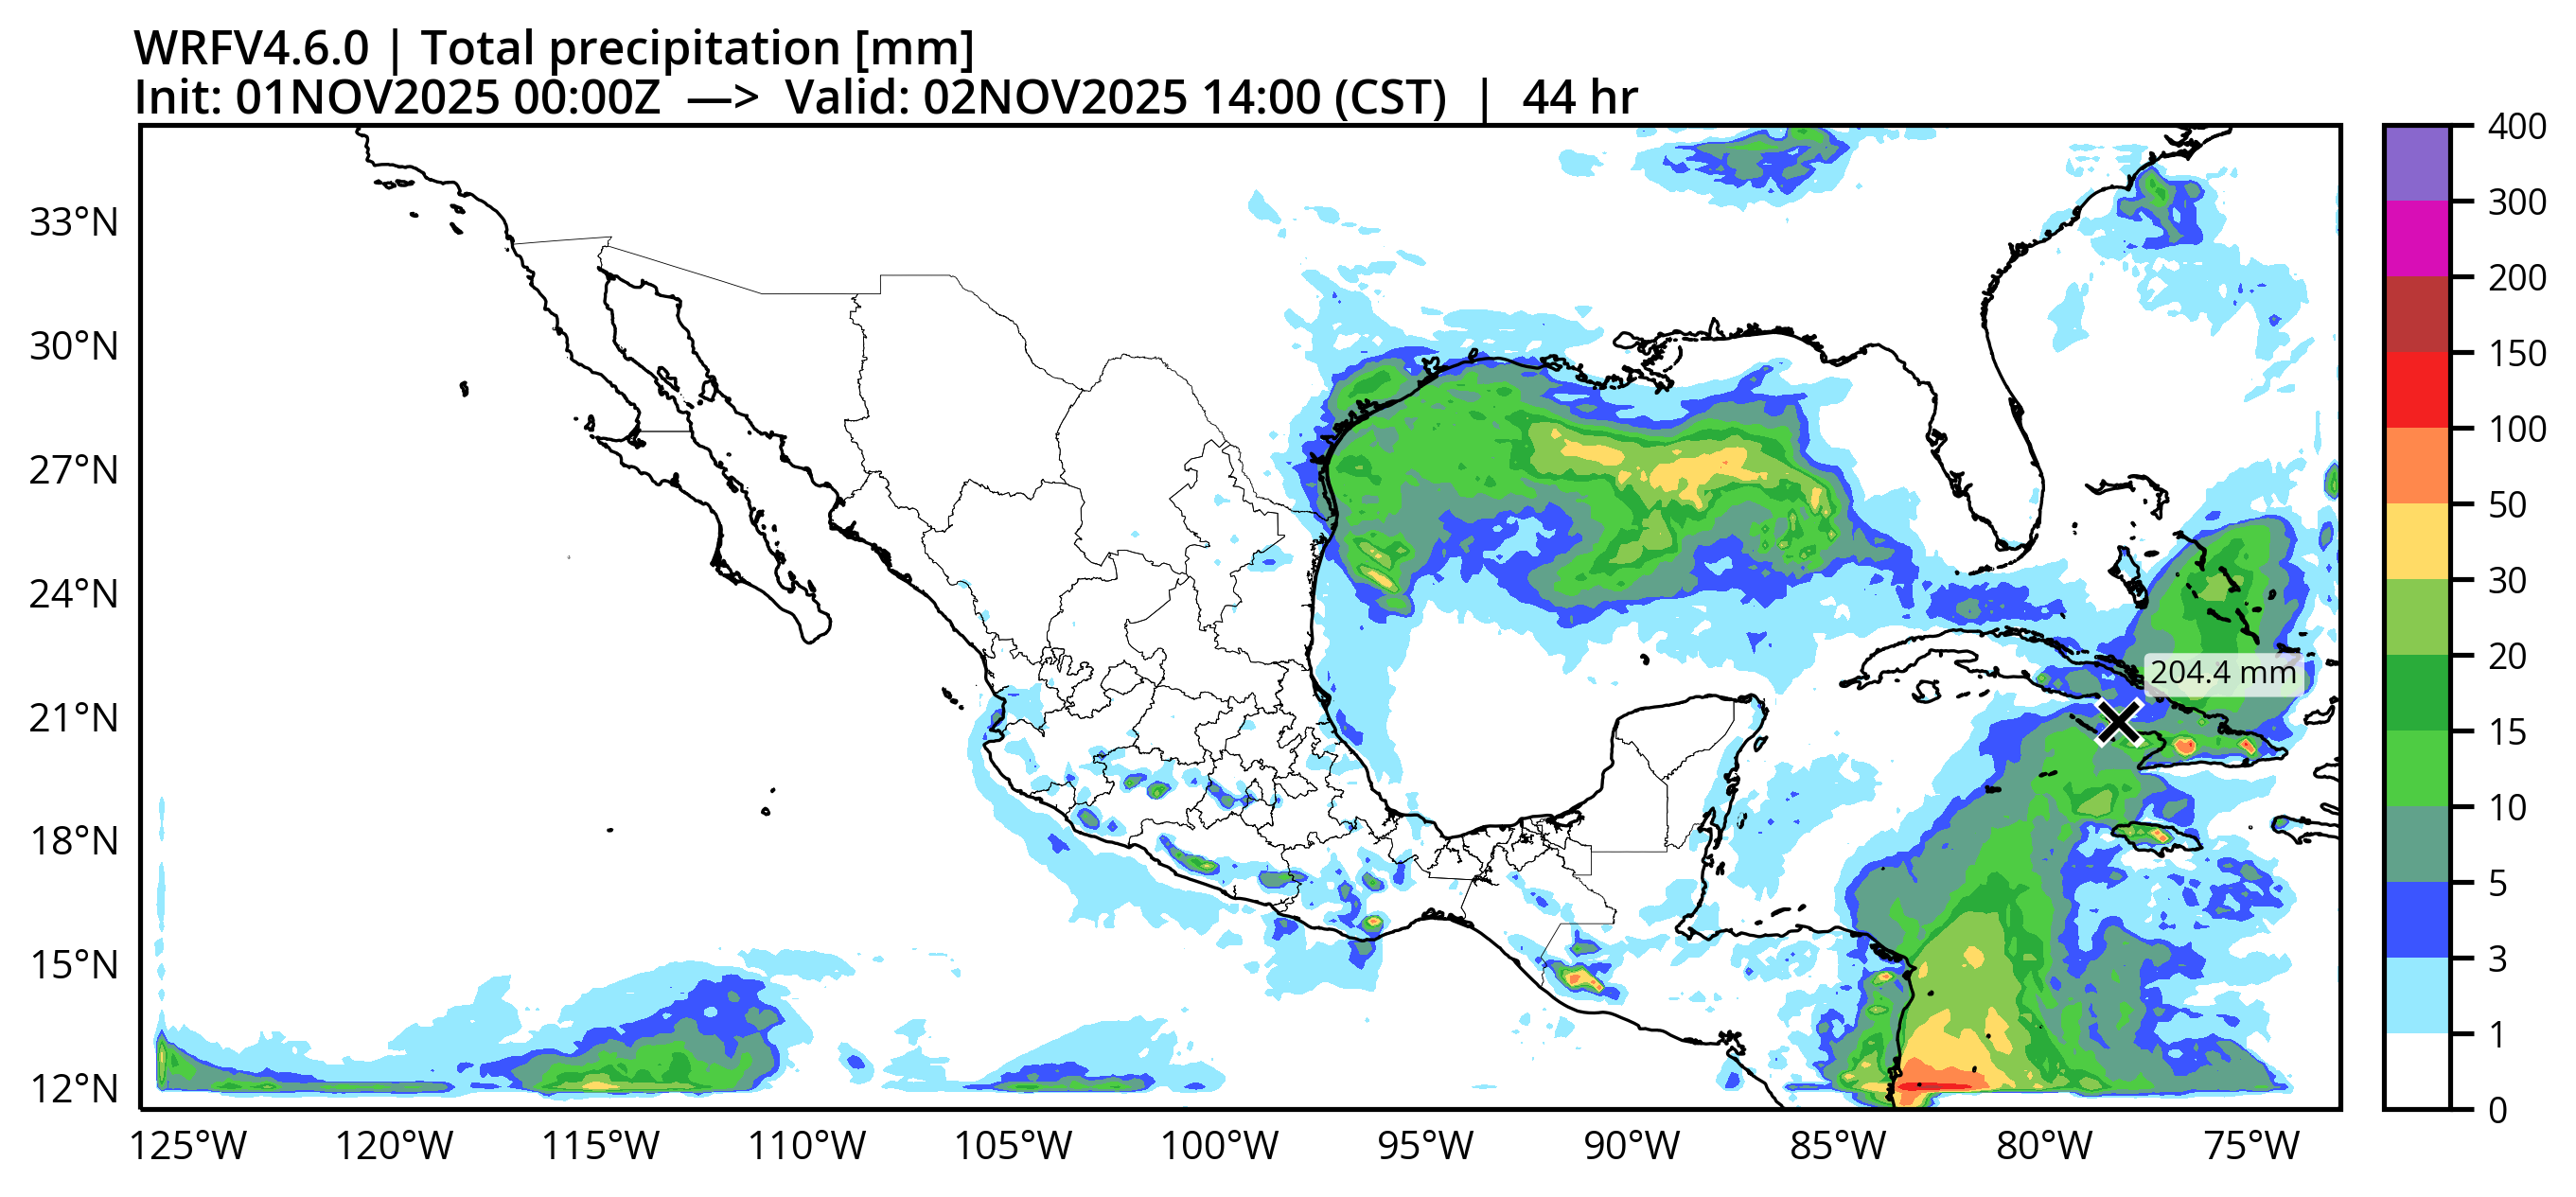 WRFV4.6.0 | Total precipitation [mm]
Init: 01NOV2025 00:00Z —> Valid: 02NOV2025 14:00 (CST) | 44 hr
33°N
30°N
27°N
24°N
21°N
18°N
15°N
12°N
125°W 120°W 115°W 110°W 105°W 100°W 95°W 90°W 85°W 80°W 75°W
204.4 mm
400
300
200
150
100
50
30
20
15
10
5
3
1
0